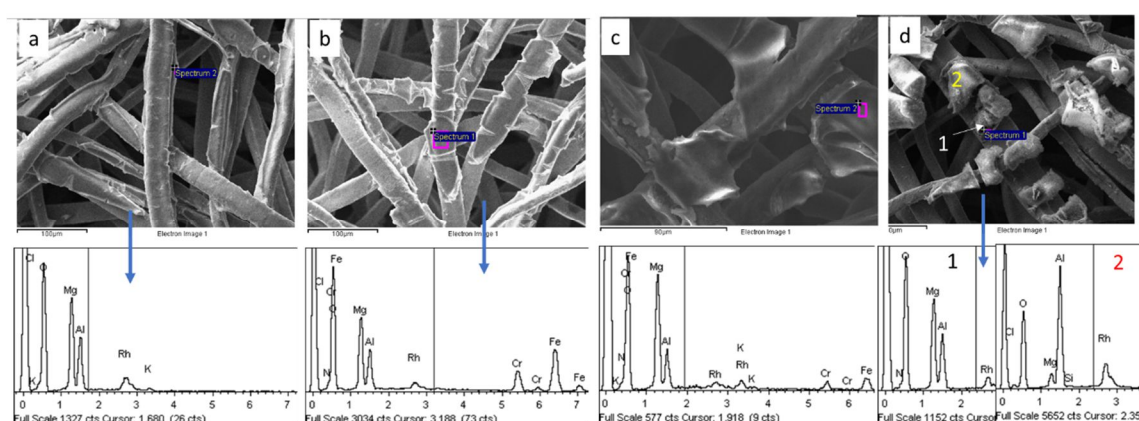 a
Spectrum 2
100µm
Electron Image 1
b
Spectrum 1
100µm
Electron Image 1
c
Spectrum 2
90µm
Electron Image 1
d
2
1
Spectrum 1
0µm
Electron Image 1
Cl
O
Mg
Al
Rh
K
K
0 1 2 3 4 5 6 7
Full Scale 1327 cts Cursor: 1.680 (26 cts)
Fe
Cl
Cr
O
Mg
Al
N
Rh
Cr
Cr
Fe
Fe
0 1 2 3 4 5 6 7
Full Scale 3034 cts Cursor: 3.188 (73 cts)
Fe
Cr
O
Mg
N
Al
K
Rh
K
Rh
K
Cr
Cr
Fe
0 1 2 3 4 5 6
Full Scale 577 cts Cursor: 1.918 (9 cts)
1
O
Mg
Al
N
Rh
0 2
Full Scale 1152 cts Cursor
2
Al
O
Cl
Mg
Si
Rh
0 1 2 3
Full Scale 5652 cts Cursor: 2.35